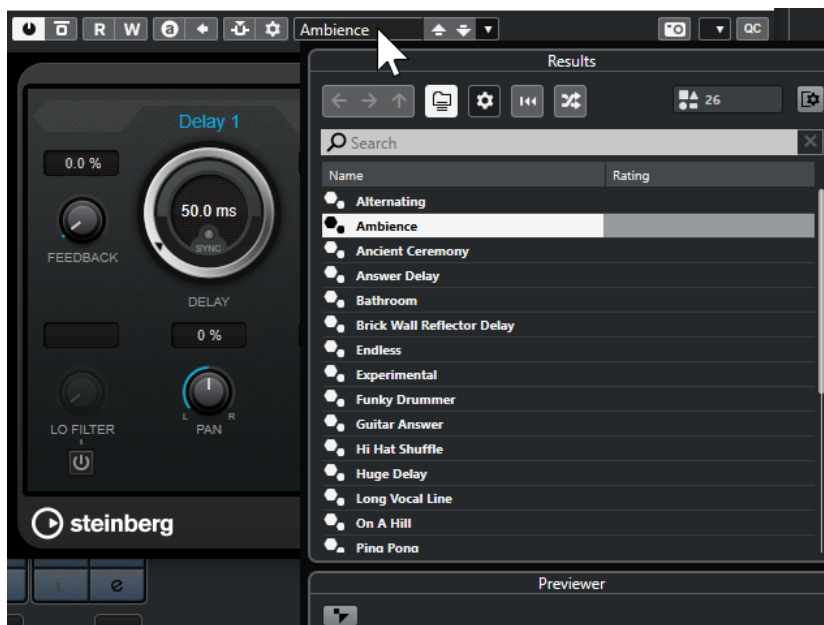 R W a Ambience QC
Results
26
Search
Name Rating
Alternating
Ambience
Ancient Ceremony
Answer Delay
Bathroom
Brick Wall Reflector Delay
Endless
Experimental
Funky Drummer
Guitar Answer
Hi Hat Shuffle
Huge Delay
Long Vocal Line
On A Hill
Ping Pong
Previewer
Delay 1
0.0 %
50.0 ms
SYNC
FEEDBACK
DELAY
0 %
L R
LO FILTER PAN
steinberg
L e